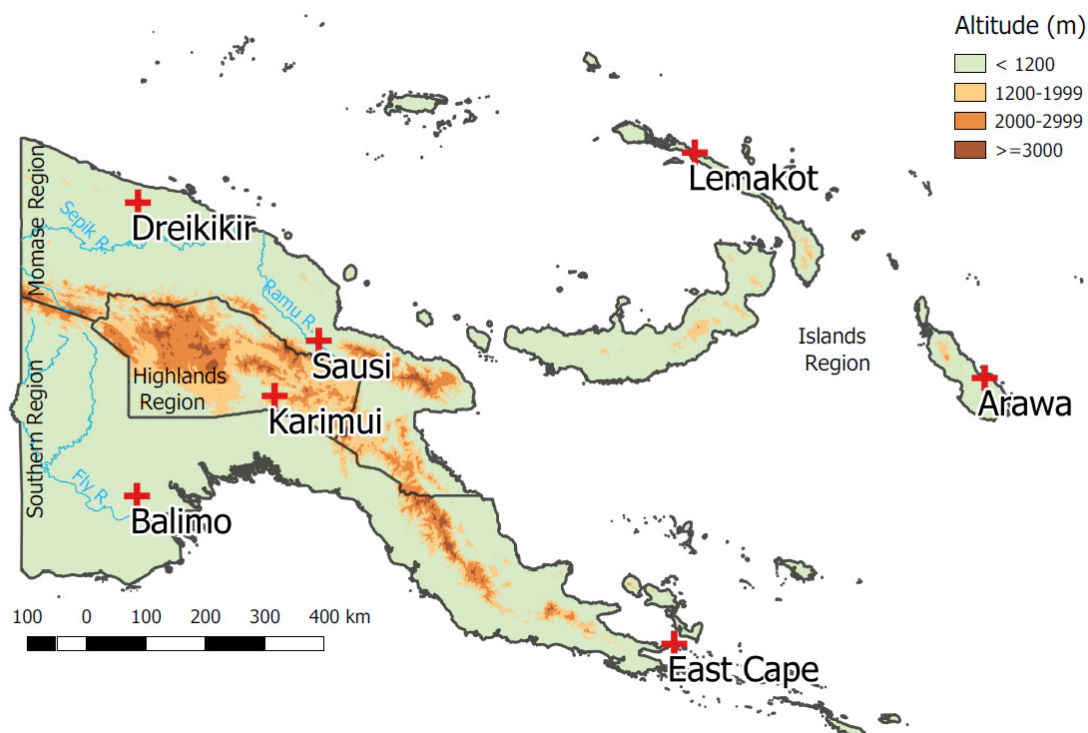 Altitude (m)
< 1200
1200-1999
2000-2999
>=3000
Lemakot
Momase Region
Dreikikir
Sepik R.
Ramu R.
Sausi
Islands
Region
Highlands
Region
Karimui
Arawa
Southern Region
Fly R.
Balimo
100 0 100 200 300 400 km
East Cape